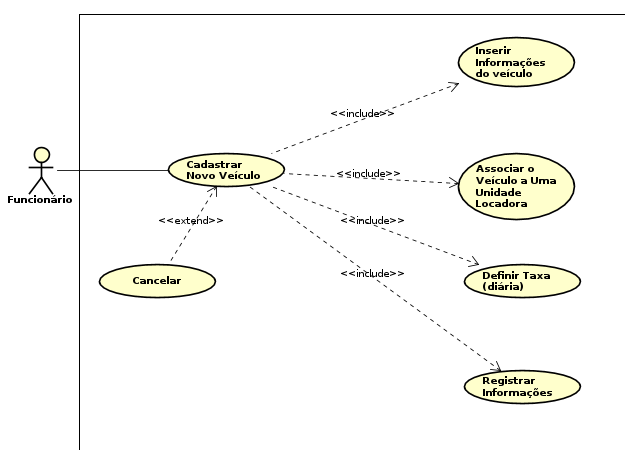 Inserir
Informações
do veículo
<<include>>
Cadastrar
Novo Veículo
<<include>>
Associar o
Veículo a Uma
Unidade
Locadora
Funcionário
<<extend>>
<<include>>
Cancelar
<<include>>
Definir Taxa
(diária)
Registrar
Informações